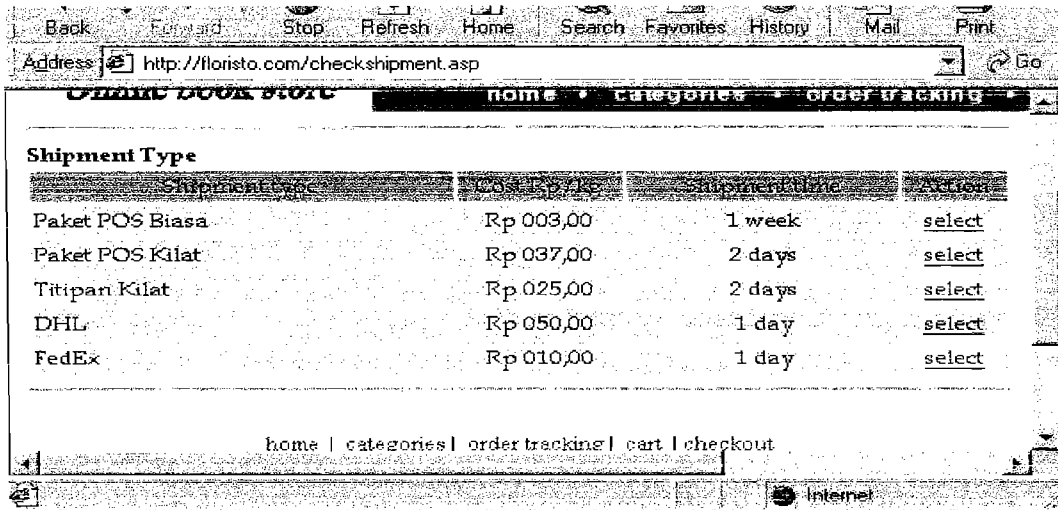 Back Forward Stop Refresh Home Search Favorites History Mail Print
Address http://floristo.com/checkshipment.asp Go
Online book store home • categories • order tracking •
Shipment Type
Shipment type Cost Rp/kg Shipment time Action
Paket POS Biasa Rp 003,00 1 week select
Paket POS Kilat Rp 037,00 2 days select
Titipan Kilat Rp 025,00 2 days select
DHL Rp 050,00 1 day select
FedEx Rp 010,00 1 day select
home | categories | order tracking | cart | checkout
Internet